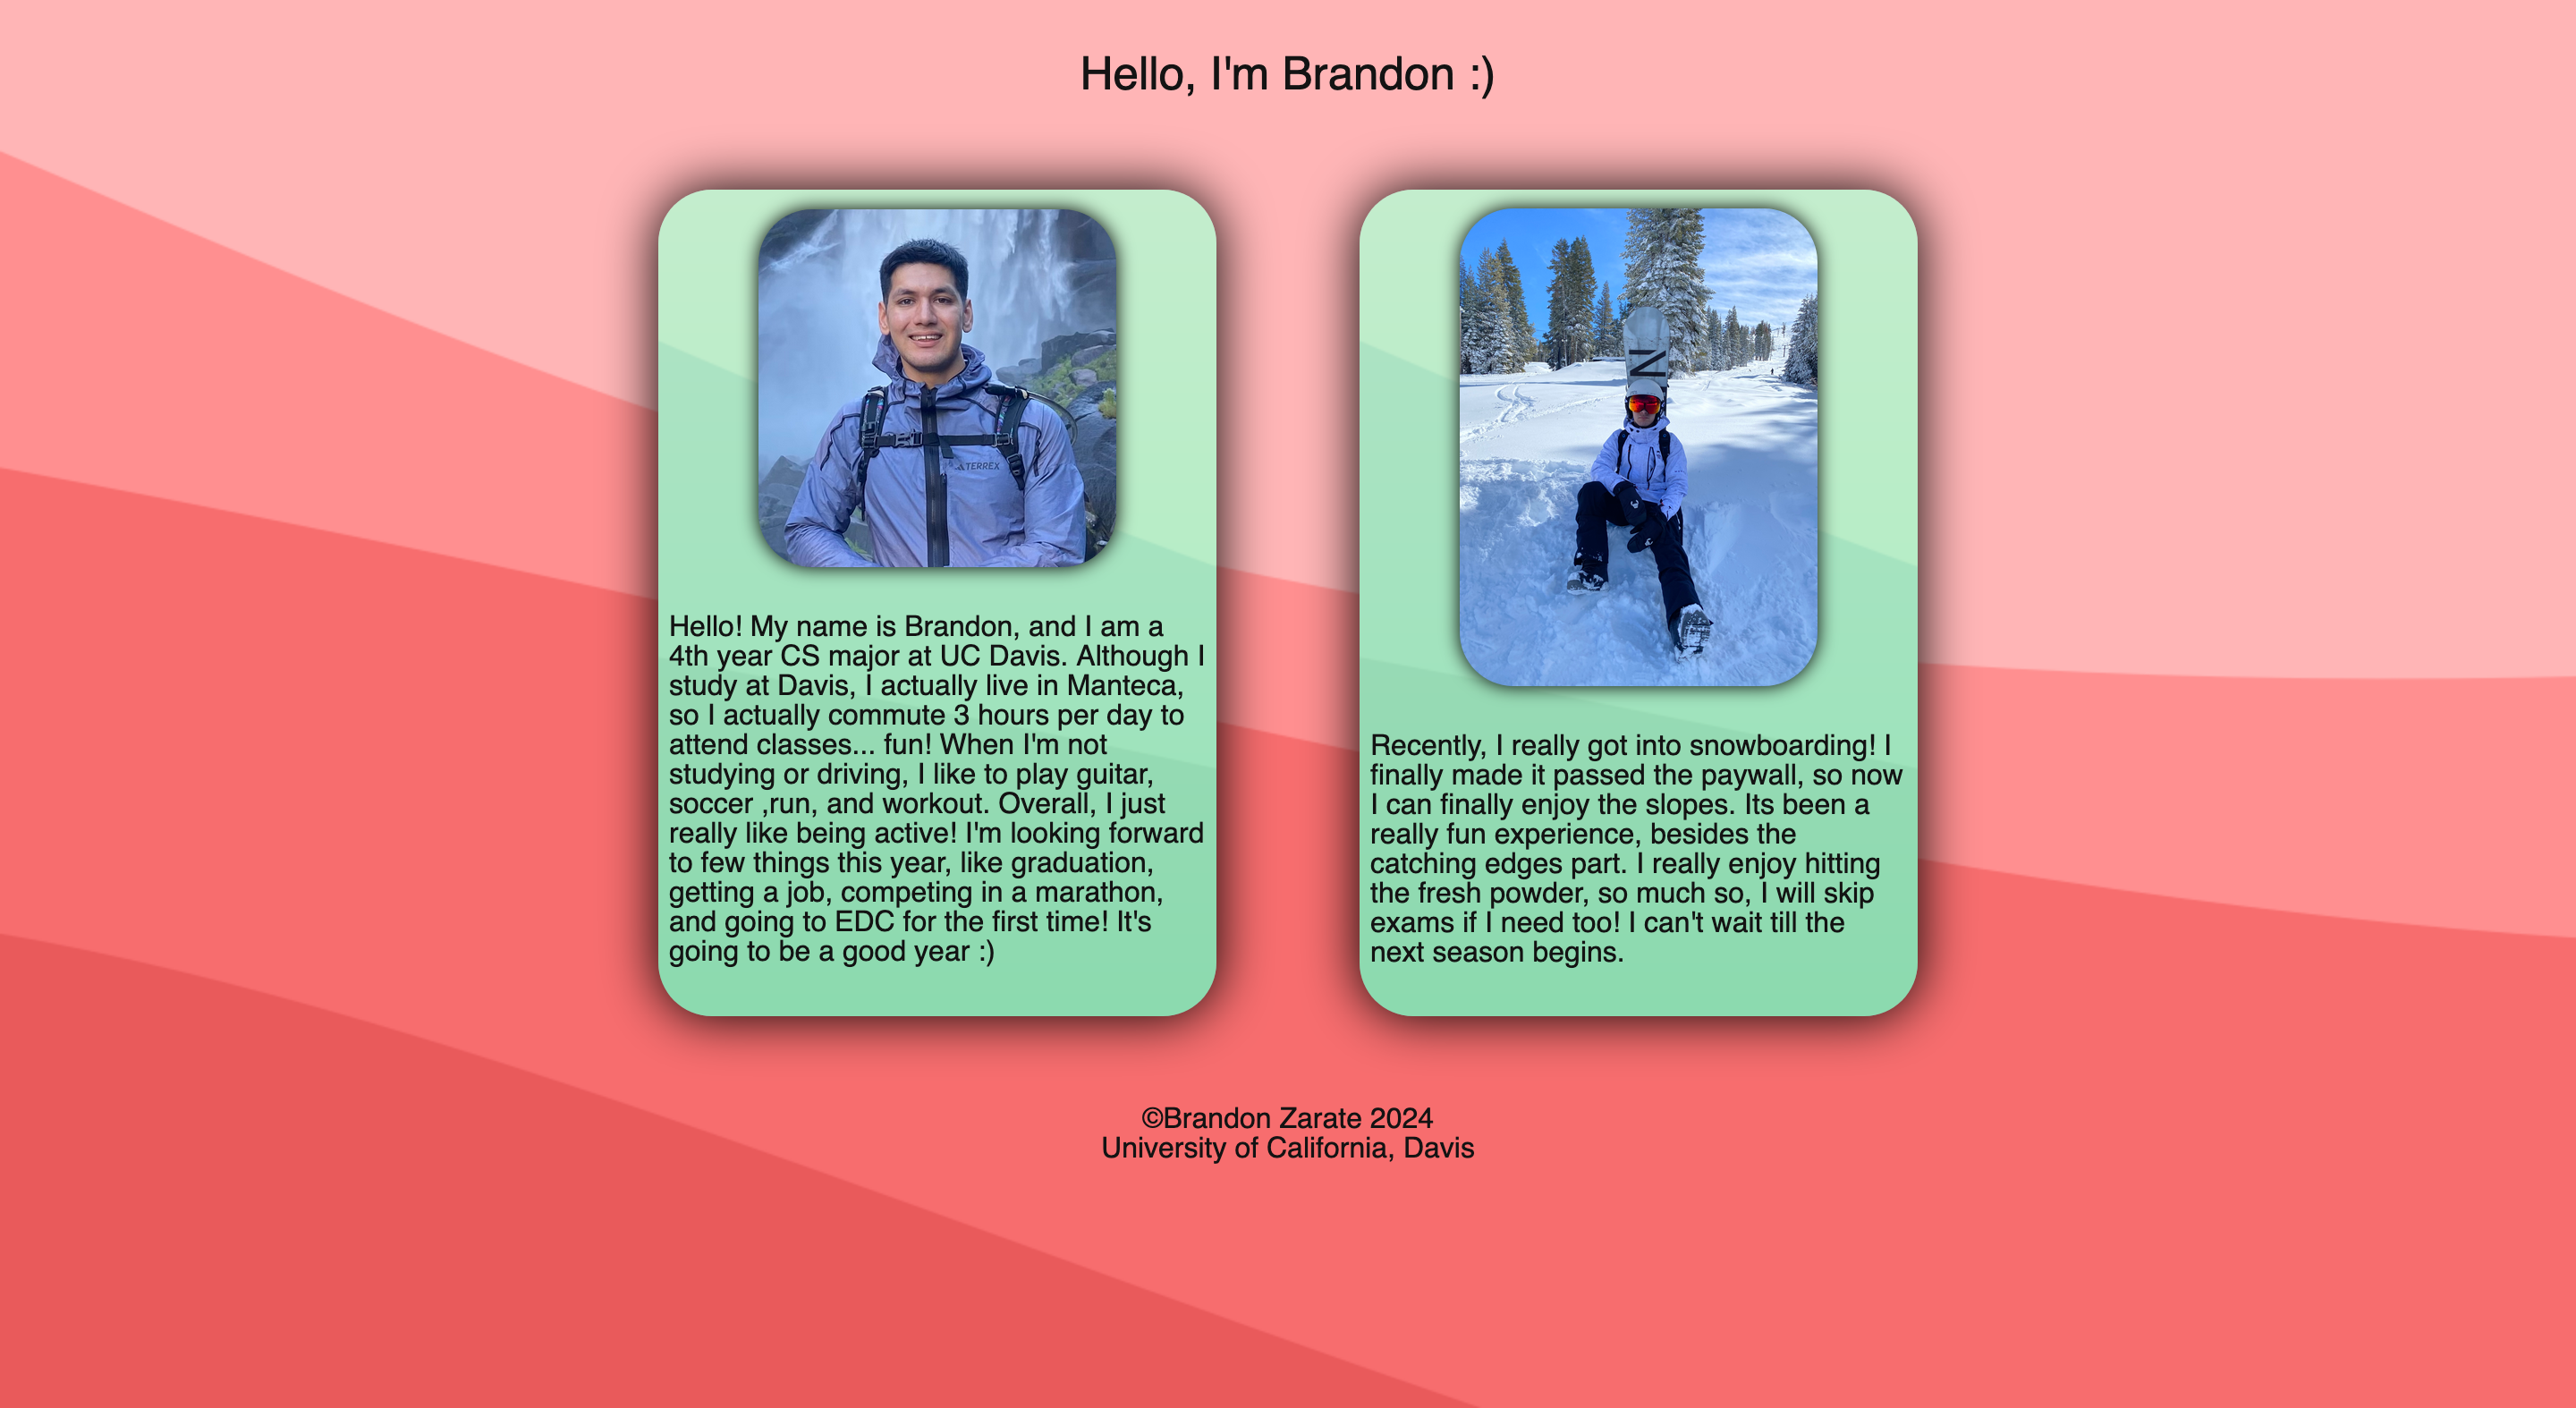 Hello, I'm Brandon :)
TERREX
Hello! My name is Brandon, and I am a
4th year CS major at UC Davis. Although I
study at Davis, I actually live in Manteca,
so I actually commute 3 hours per day to
attend classes... fun! When I'm not
studying or driving, I like to play guitar,
soccer ,run, and workout. Overall, I just
really like being active! I'm looking forward
to few things this year, like graduation,
getting a job, competing in a marathon,
and going to EDC for the first time! It's
going to be a good year :)
N
Recently, I really got into snowboarding! I
finally made it passed the paywall, so now
I can finally enjoy the slopes. Its been a
really fun experience, besides the
catching edges part. I really enjoy hitting
the fresh powder, so much so, I will skip
exams if I need too! I can't wait till the
next season begins.
©Brandon Zarate 2024
University of California, Davis